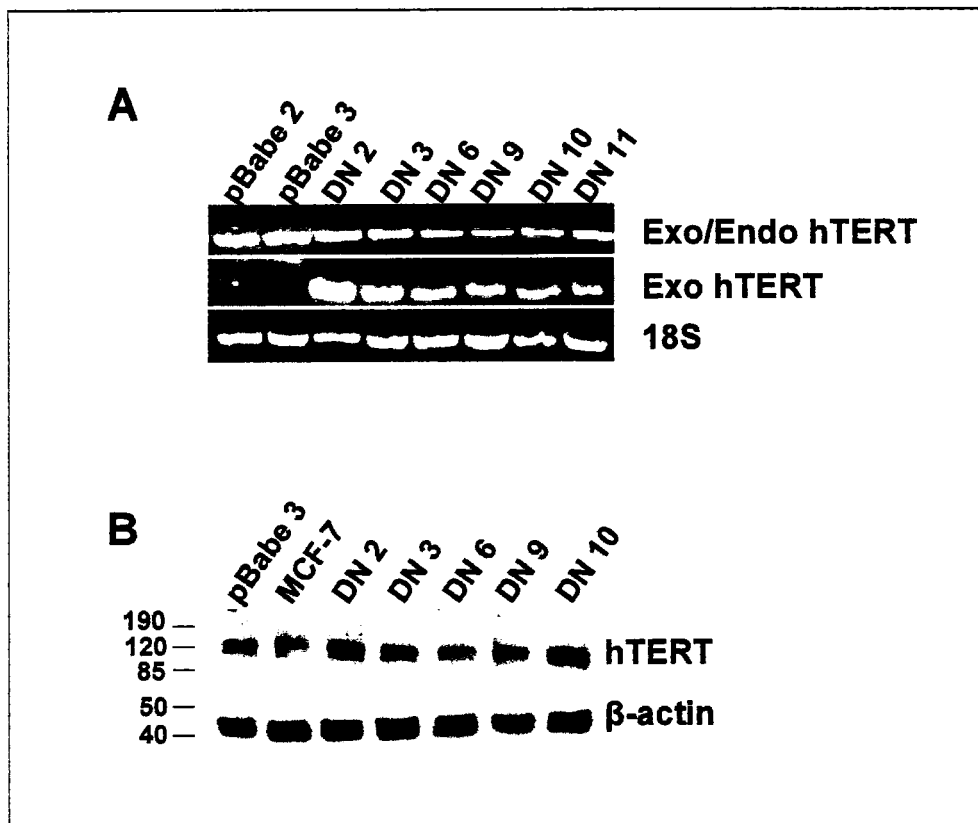 A
pBabe 2 pBabe 3 DN 2 DN 3 DN 6 DN 9 DN 10 DN 11
Exo/Endo hTERT
Exo hTERT
18S
B
pBabe 3 MCF-7 DN 2 DN 3 DN 6 DN 9 DN 10
190
120 hTERT
85
50 β-actin
40